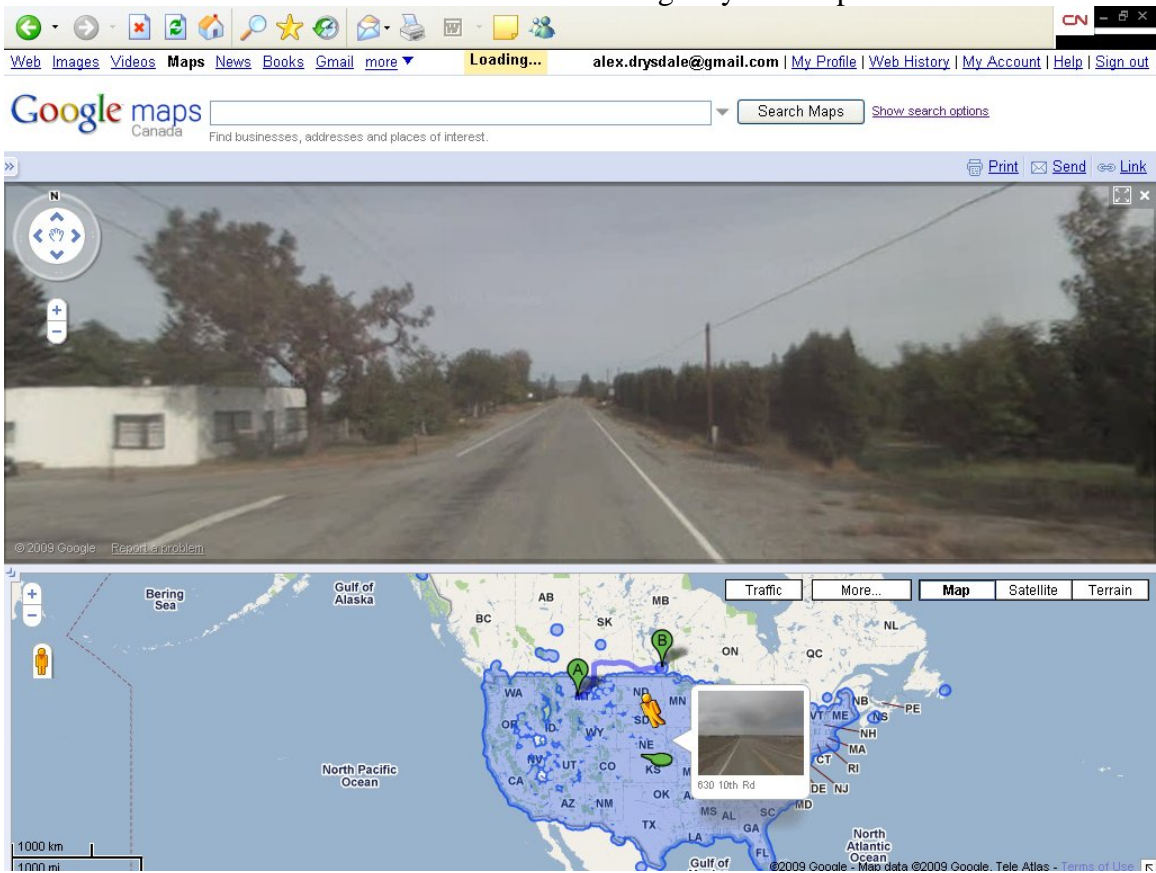 CN
Web Images Videos Maps News Books Gmail more ▼ Loading... alex.drysdale@gmail.com | My Profile | Web History | My Account | Help | Sign out
Google maps
Canada
Search Maps Show search options
Find businesses, addresses and places of interest.
Print Send Link
N
© 2009 Google Report a problem
Traffic More... Map Satellite Terrain
Bering
Sea
Gulf of
Alaska
AB
MB
BC
SK
NL
ON
QC
B
A
WA
MT
ND
MN
NB
PE
VT
ME
NS
OR
ID
SD
WY
NH
MA
NE
CT
RI
North Pacific
Ocean
NV
UT
CO
KS
CA
630 10th Rd
DE
NJ
OK
MD
AZ
NM
MS
AL
SC
TX
GA
LA
North
Atlantic
Ocean
FL
Gulf of
1000 km
1000 mi
©2009 Google - Map data ©2009 Google, Tele Atlas - Terms of Use